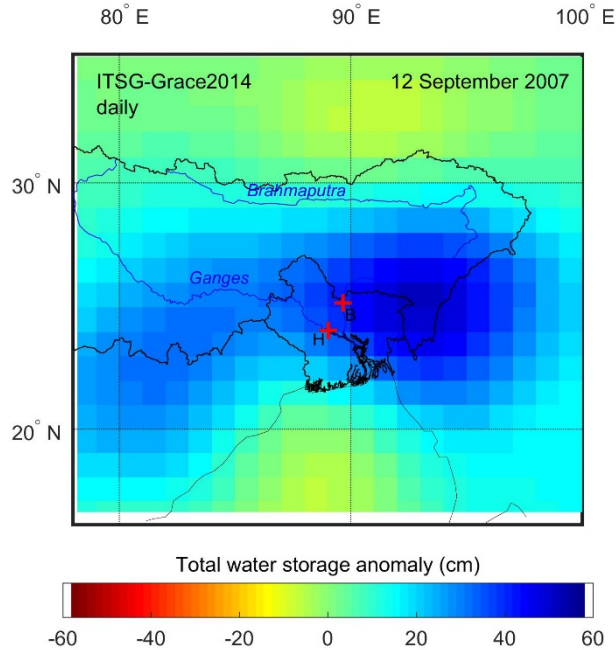 80° E 90° E 100° E
ITSG-Grace2014 12 September 2007
daily
30° N
Brahmaputra
Ganges
B
H
20° N
Total water storage anomaly (cm)
-60 -40 -20 0 20 40 60